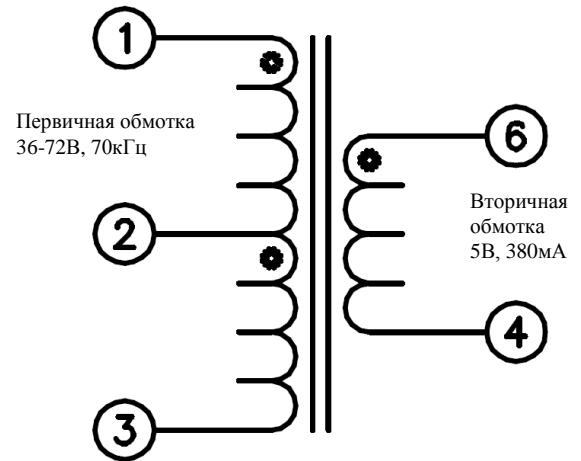 1
Первичная обмотка
36-72В, 70кГц
2
3
6
Вторичная
обмотка
5В, 380мА
4